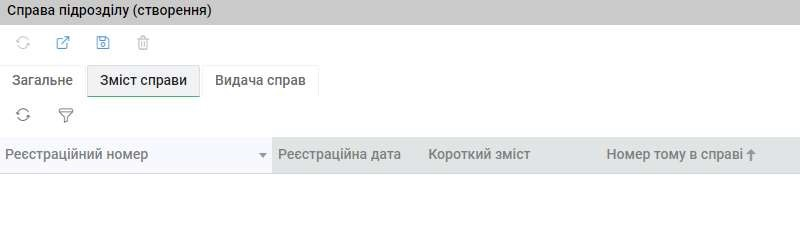 Справа підрозділу (створення)
Загальне Зміст справи Видача справ
Реєстраційний номер Реєстраційна дата Короткий зміст Номер тому в справі